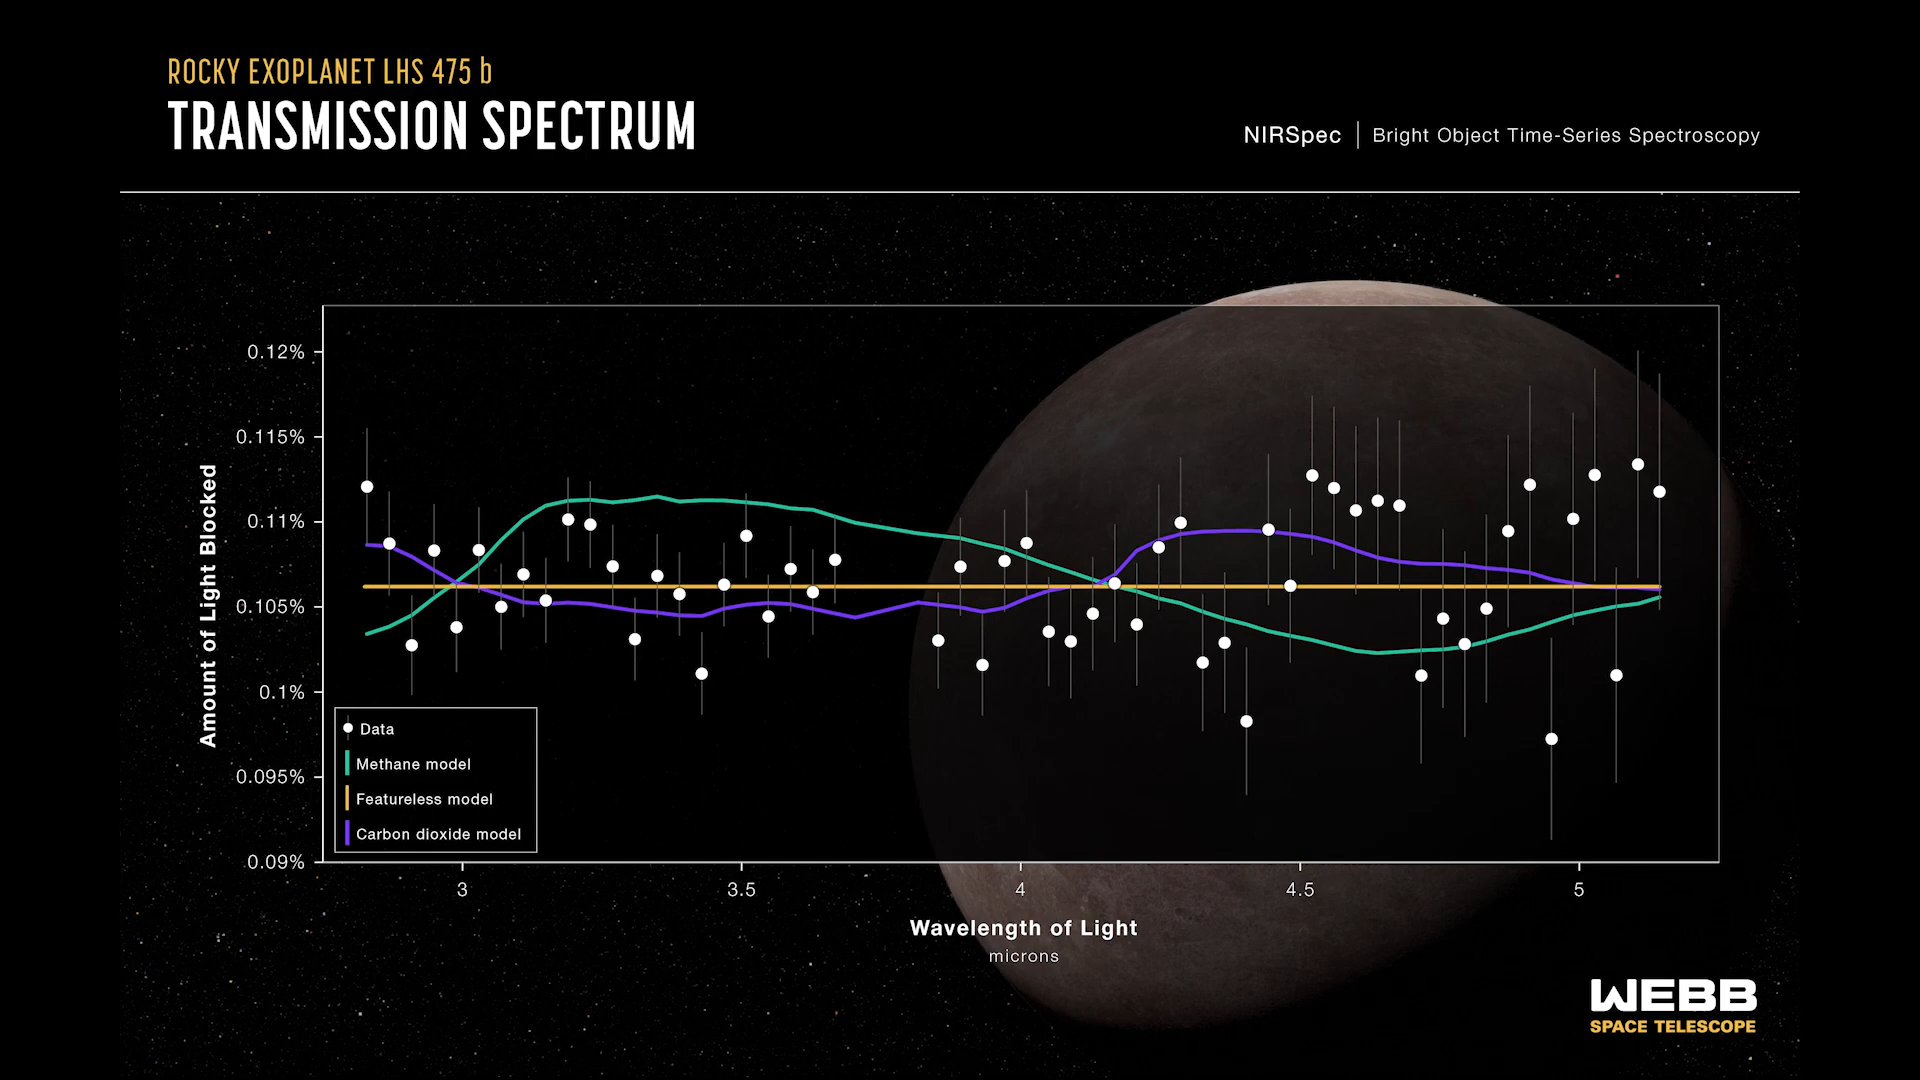 ROCKY EXOPLANET LHS 475 b
TRANSMISSION SPECTRUM
NIRSpec | Bright Object Time-Series Spectroscopy
Amount of Light Blocked
0.12%
0.115%
0.11%
0.105%
0.1%
0.095%
0.09%
Data
Methane model
Featureless model
Carbon dioxide model
3 3.5 4 4.5 5
Wavelength of Light
microns
WEBB
SPACE TELESCOPE